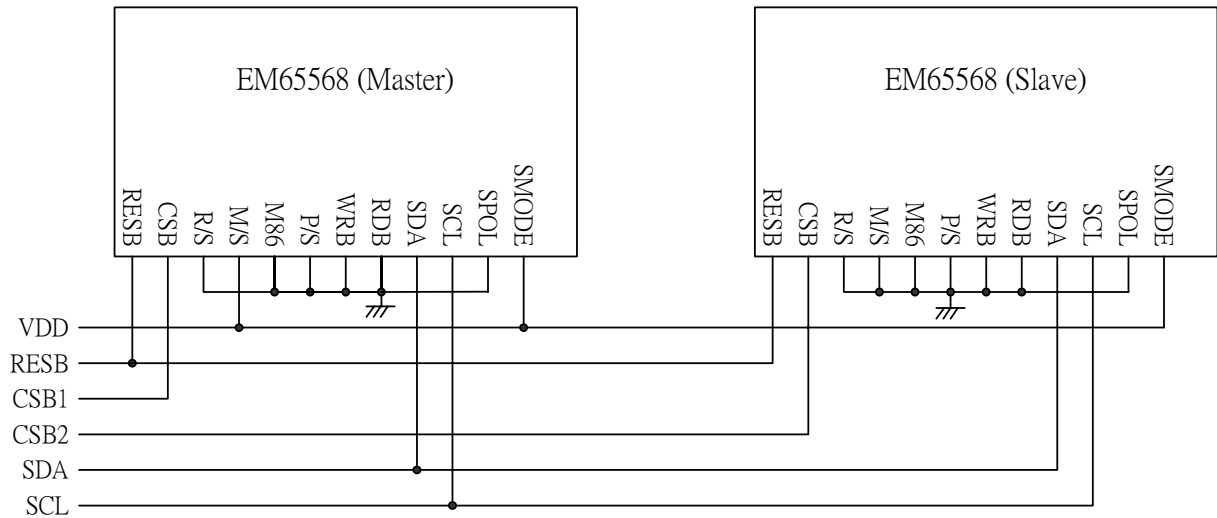 EM65568 (Master)
EM65568 (Slave)
RESB
CSB
R/S
M/S
M86
P/S
WRB
RDB
SDA
SCL
SPOL
SMODE
RESB
CSB
R/S
M/S
M86
P/S
WRB
RDB
SDA
SCL
SPOL
SMODE
VDD
RESB
CSB1
CSB2
SDA
SCL